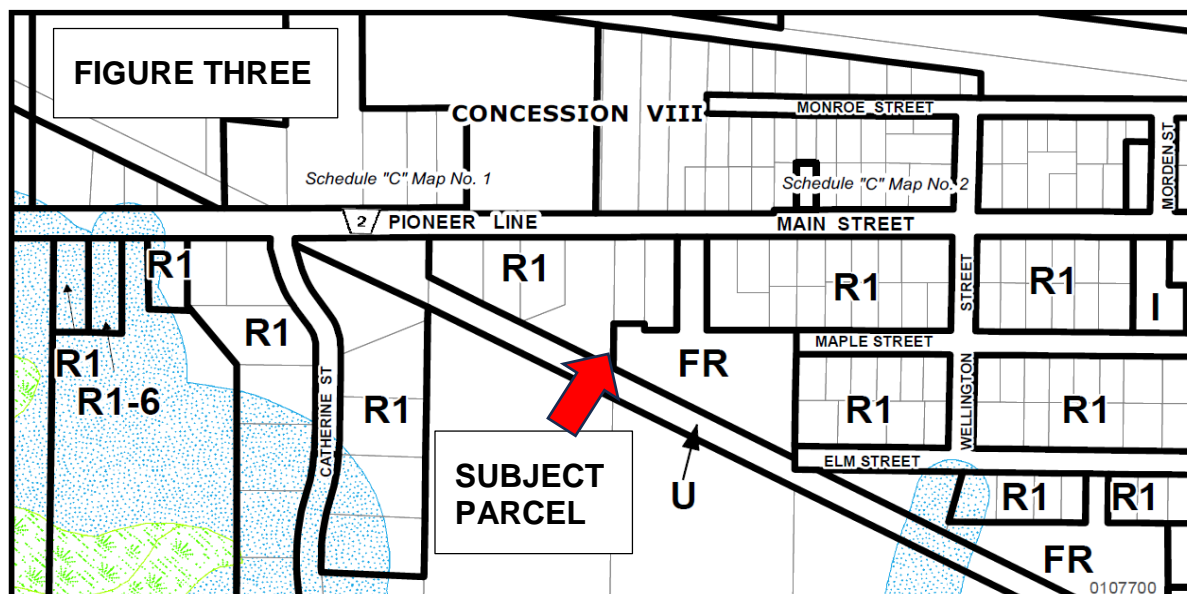 FIGURE THREE
CONCESSION VIII
MONROE STREET
MORDEN ST
Schedule "C" Map No. 1
Schedule "C" Map No. 2
2
PIONEER LINE
MAIN STREET
R1
R1
R1
R1
STREET
I
R1
MAPLE STREET
R1
FR
R1-6
CATHERINE ST
R1
R1
WELLINGTON
R1
ELM STREET
SUBJECT
PARCEL
U
R1
R1
FR
0107700